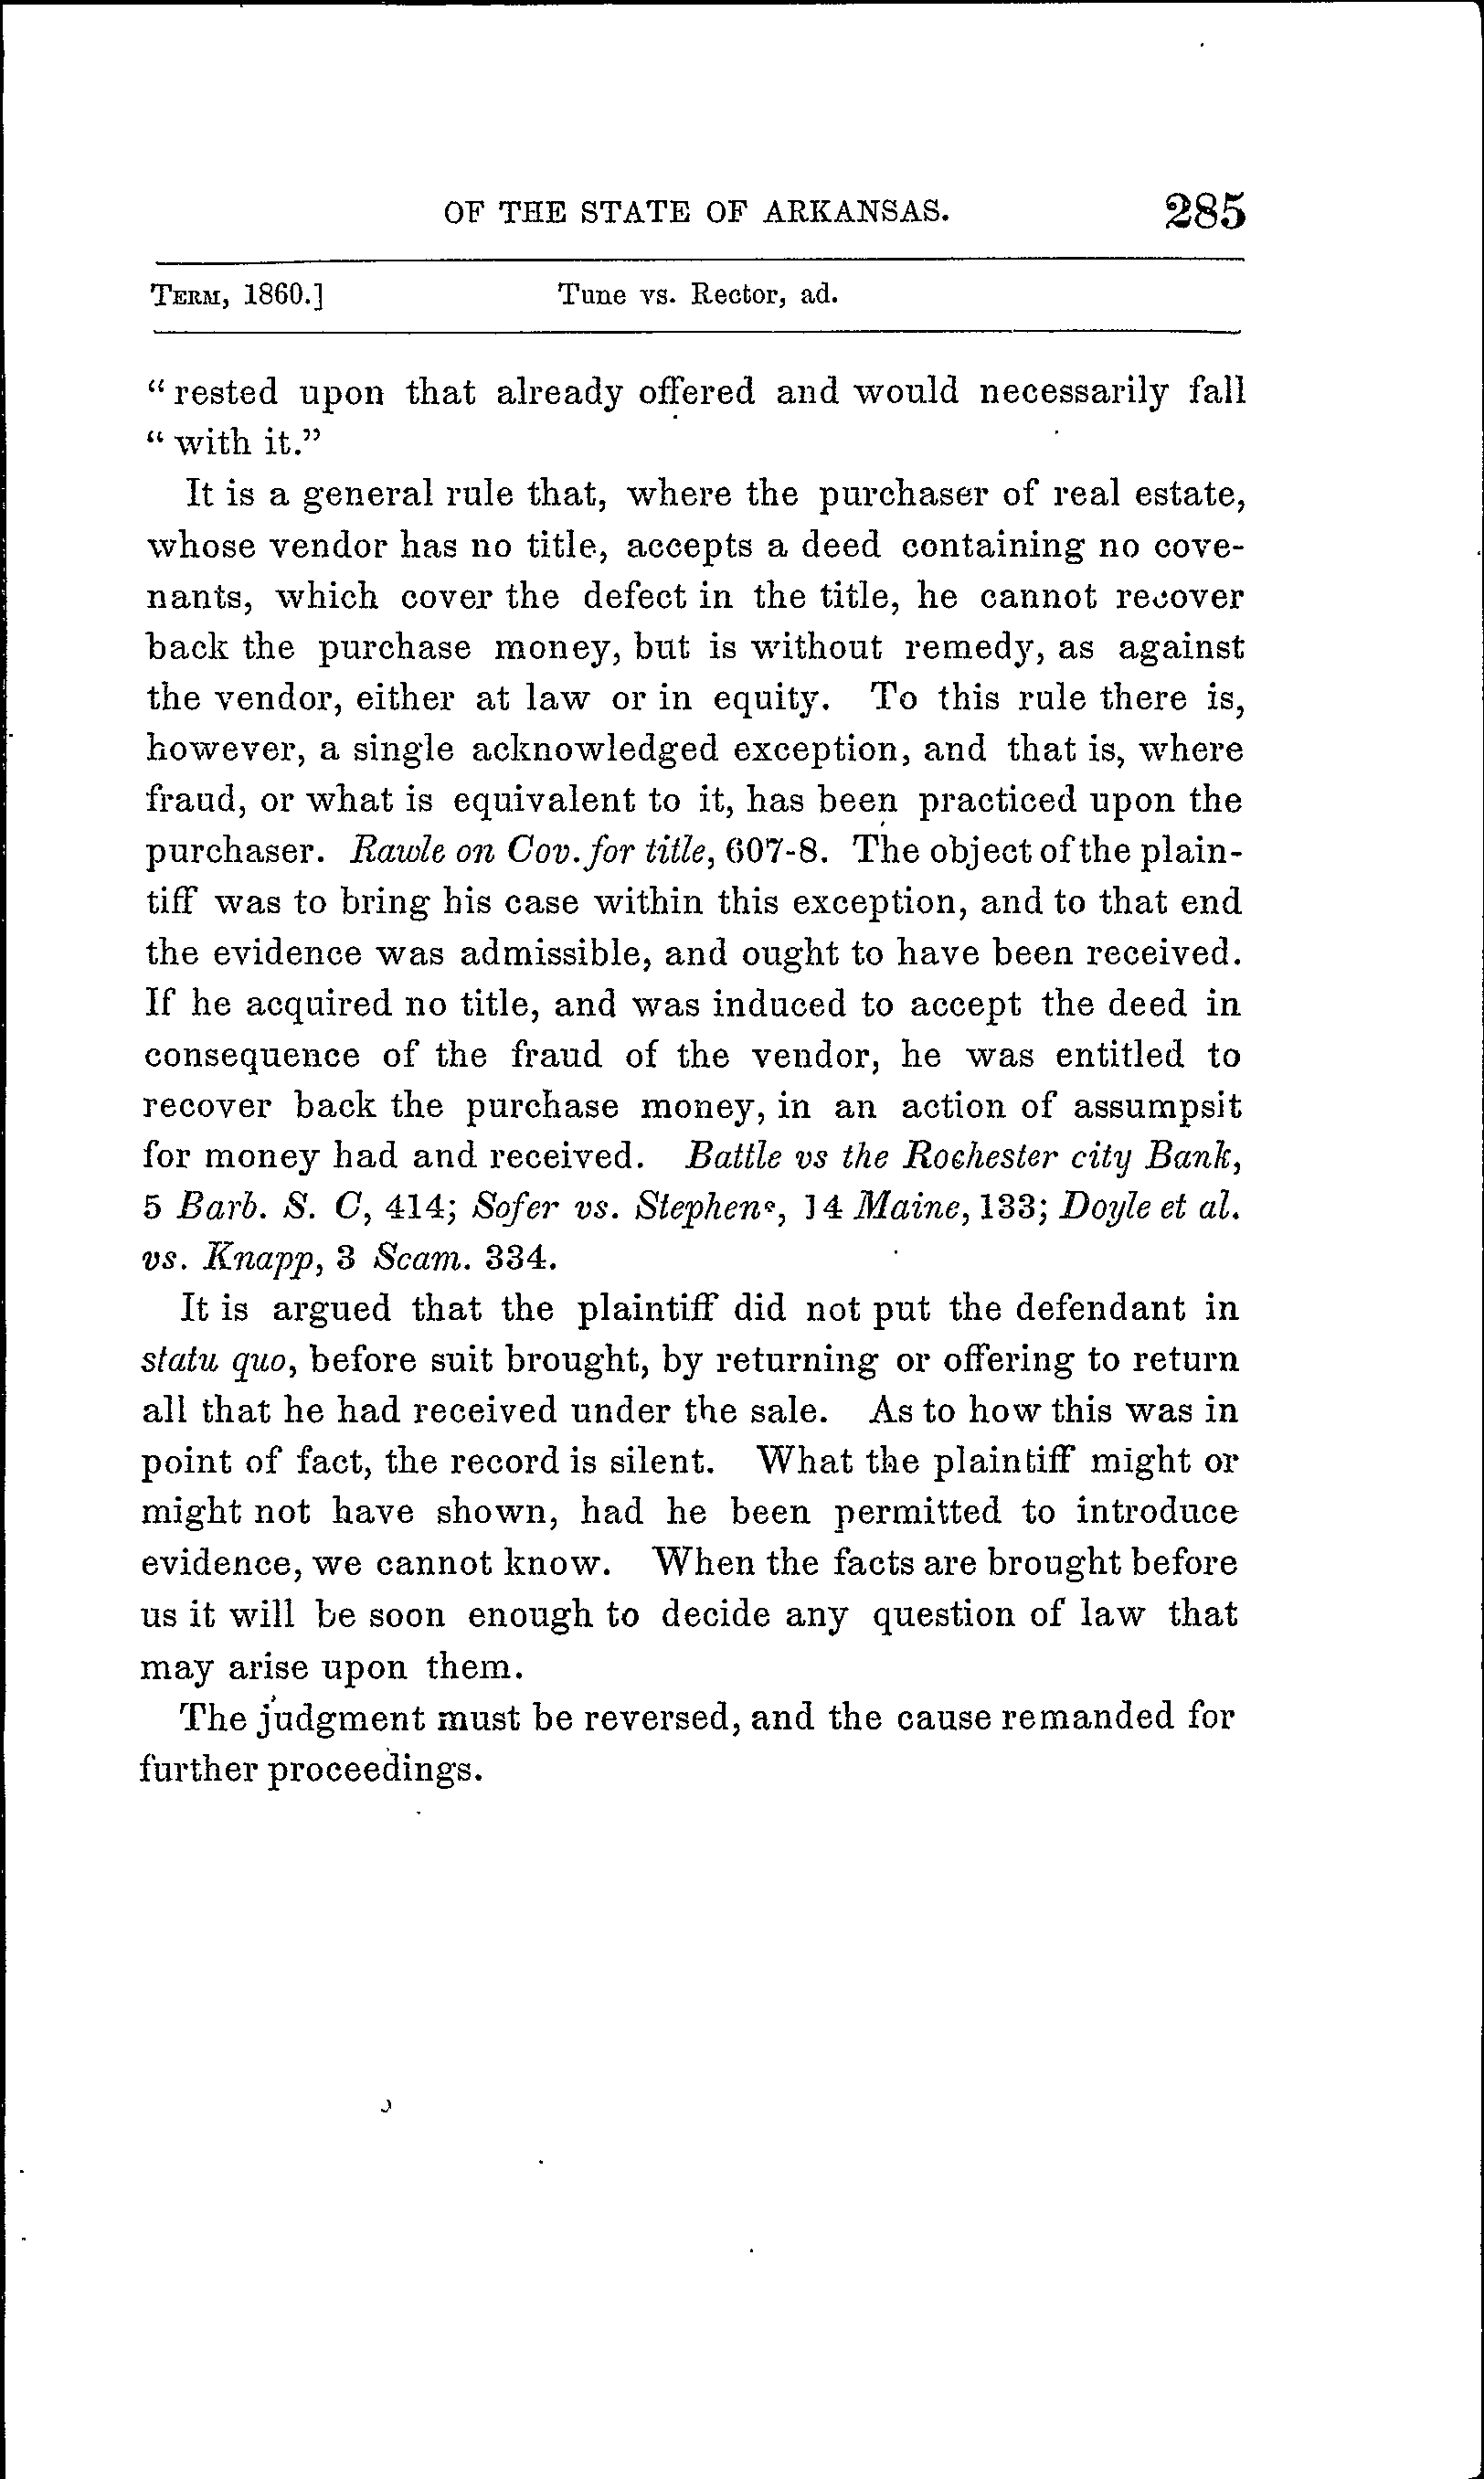 OF THE STATE OF ARKANSAS. 285
TERM, 1860.] Tune vs. Rector, ad.
" rested upon that already offered and would necessarily fall
" with it."
It is a general rule that, where the purchaser of real estate,
whose vendor has no title, accepts a deed containing no cove-
nants, which cover the defect in the title, he cannot recover
back the purchase money, but is without remedy, as against
the vendor, either at law or in equity. To this rule there is,
however, a single acknowledged exception, and that is, where
fraud, or what is equivalent to it, has been practiced upon the
purchaser. Rawle on Cov. for title, 607-8. The object of the plain-
tiff was to bring his case within this exception, and to that end
the evidence was admissible, and ought to have been received.
If he acquired no title, and was induced to accept the deed in
consequence of the fraud of the vendor, he was entitled to
recover back the purchase money, in an action of assumpsit
for money had and received. Battle vs the Rochester city Bank,
5 Barb. S. C, 414; Sofer vs. Stephens, 14 Maine, 133; Doyle et al.
vs. Knapp, 3 Scam. 334.
It is argued that the plaintiff did not put the defendant in
statu quo, before suit brought, by returning or offering to return
all that he had received under the sale. As to how this was in
point of fact, the record is silent. What the plaintiff might or
might not have shown, had he been permitted to introduce
evidence, we cannot know. When the facts are brought before
us it will be soon enough to decide any question of law that
may arise upon them.
The judgment must be reversed, and the cause remanded for
further proceedings.